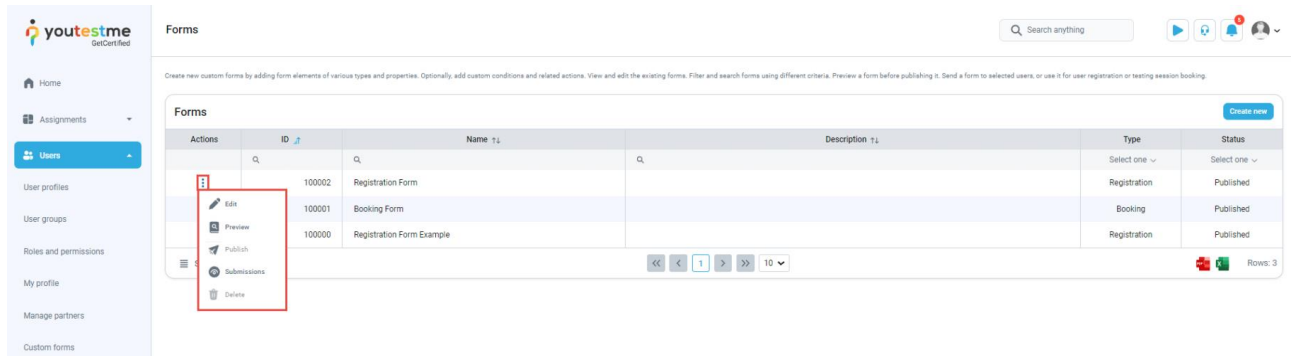 youtestme
GetCertified
Forms
Search anything
6
Home
Assignments
Users
User profiles
User groups
Roles and permissions
My profile
Manage partners
Custom forms
Create new custom forms by adding form elements of various types and properties. Optionally, add custom conditions and related actions. View and edit the existing forms. Filter and search forms using different criteria. Preview a form before publishing it. Send a form to selected users, or use it for user registration or testing session booking.
Forms
Create new
Actions ID Name Description Type Status
Select one Select one
100002 Registration Form Registration Published
100001 Booking Form Booking Published
100000 Registration Form Example Registration Published
Edit
Preview
Publish
Submissions
Delete
1 10 Rows: 3